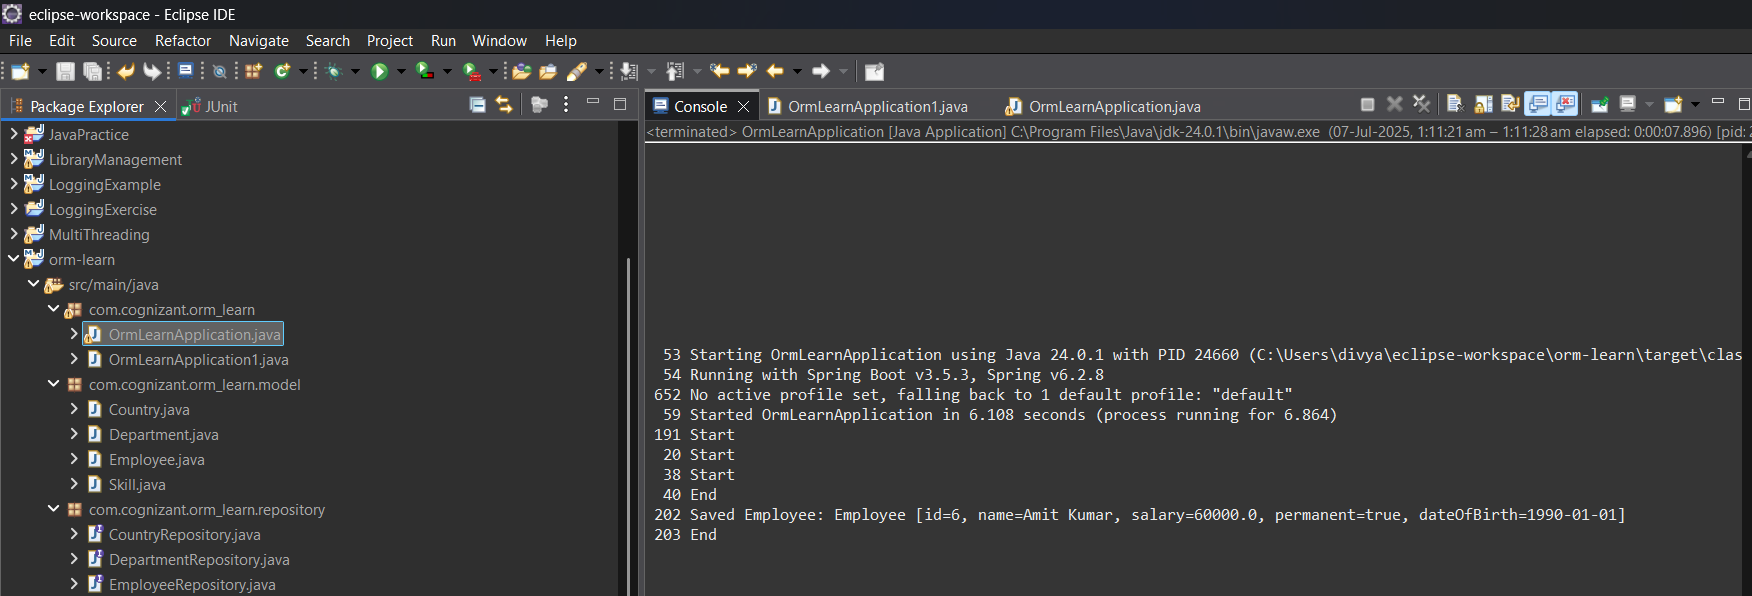 eclipse-workspace - Eclipse IDE
File Edit Source Refactor Navigate Search Project Run Window Help
Package Explorer JUnit
JavaPractice
LibraryManagement
LoggingExample
LoggingExercise
MultiThreading
orm-learn
src/main/java
com.cognizant.orm_learn
OrmLearnApplication.java
OrmLearnApplication1.java
com.cognizant.orm_learn.model
Country.java
Department.java
Employee.java
Skill.java
com.cognizant.orm_learn.repository
CountryRepository.java
DepartmentRepository.java
EmployeeRepository.java
Console OrmLearnApplication1.java OrmLearnApplication.java
<terminated> OrmLearnApplication [Java Application] C:\Program Files\Java\jdk-24.0.1\bin\javaw.exe (07-Jul-2025, 1:11:21 am – 1:11:28 am elapsed: 0:00:07.896) [pid: 2
53 Starting OrmLearnApplication using Java 24.0.1 with PID 24660 (C:\Users\divya\eclipse-workspace\orm-learn\target\clas
54 Running with Spring Boot v3.5.3, Spring v6.2.8
652 No active profile set, falling back to 1 default profile: "default"
59 Started OrmLearnApplication in 6.108 seconds (process running for 6.864)
191 Start
20 Start
38 Start
40 End
202 Saved Employee: Employee [id=6, name=Amit Kumar, salary=60000.0, permanent=true, dateOfBirth=1990-01-01]
203 End